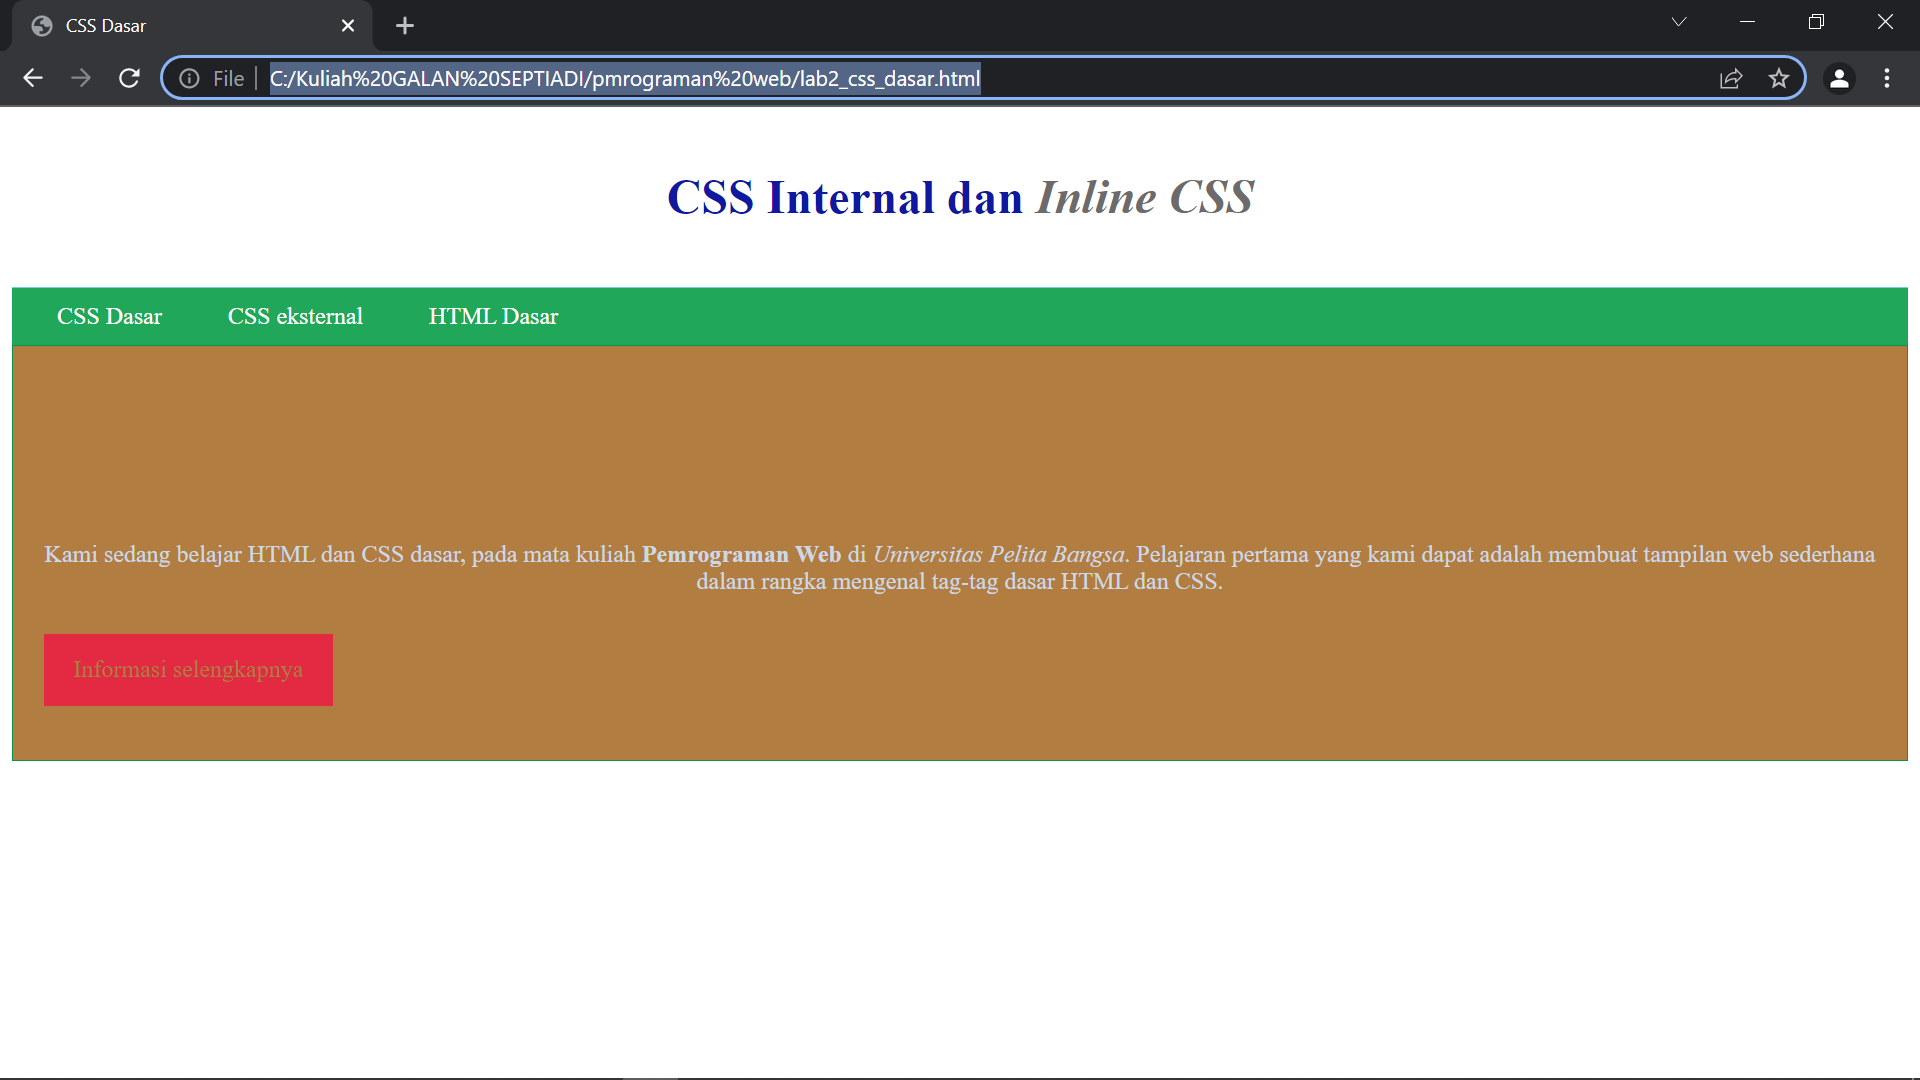 CSS Dasar
File
C:/Kuliah%20GALAN%20SEPTIADI/pmrograman%20web/lab2_css_dasar.html
CSS Internal dan Inline CSS
CSS Dasar CSS eksternal HTML Dasar
Kami sedang belajar HTML dan CSS dasar, pada mata kuliah Pemrograman Web di Universitas Pelita Bangsa. Pelajaran pertama yang kami dapat adalah membuat tampilan web sederhana
dalam rangka mengenal tag-tag dasar HTML dan CSS.
Informasi selengkapnya